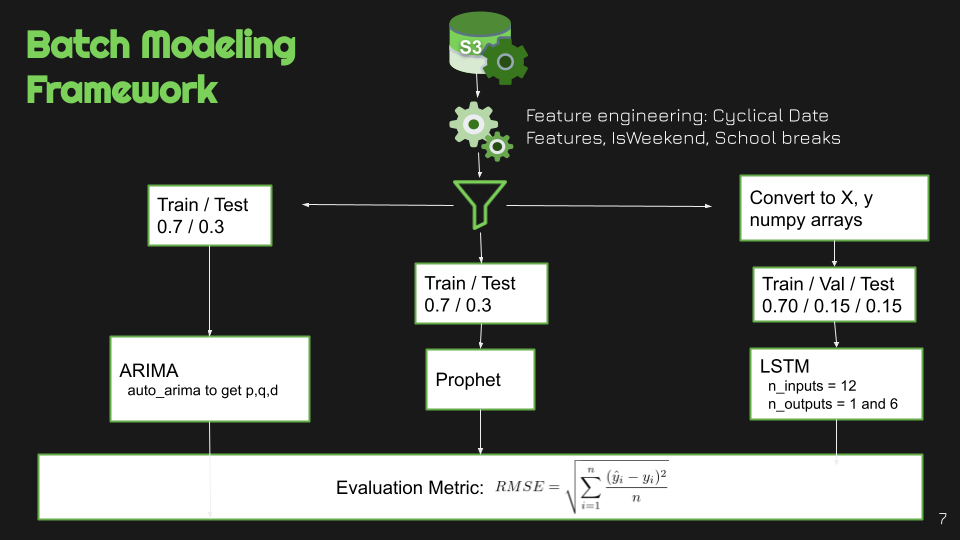 Batch Modeling
Framework
S3
Feature engineering: Cyclical Date
Features, IsWeekend, School breaks
Train / Test
0.7 / 0.3
Convert to X, y
numpy arrays
Train / Test
0.7 / 0.3
Train / Val / Test
0.70 / 0.15 / 0.15
ARIMA
auto_arima to get p,q,d
Prophet
LSTM
n_inputs = 12
n_outputs = 1 and 6
Evaluation Metric: $RMSE = \sqrt{\sum_{i=1}^{n} \frac{(\hat{y}_i - y_i)^2}{n}}$
7